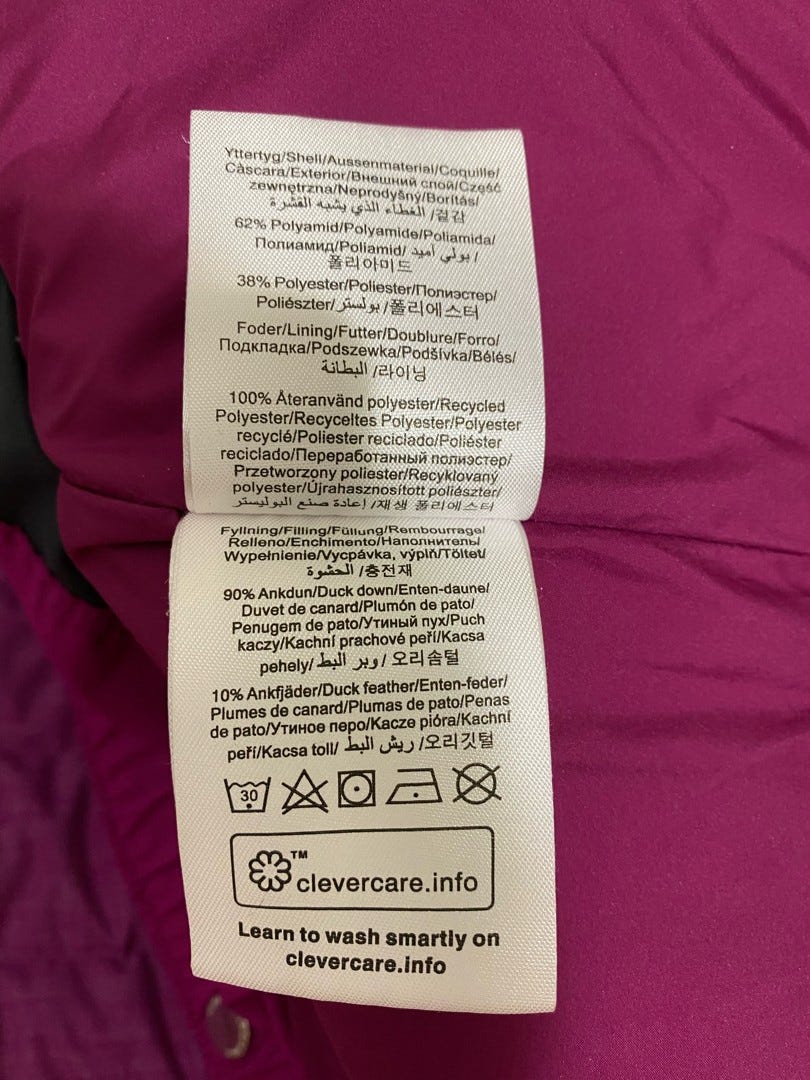 Yttertyg/Shell/Aussenmaterial/Coquille/
Càscara/Exterior/Внешний слой/Część
zewnętrzna/Neprodyšný/Borítás/
الغطاء الذي يشبه القشرة /겉감
62% Polyamid/Polyamide/Poliamida/
Полиамид/Poliamid/ بولي أميد /
폴리아미드
38% Polyester/Poliester/Полиэстер/
Poliészter/بولستر/폴리에스터
Foder/Lining/Futter/Doublure/Forro/
Подкладка/Podszewka/Podšívka/Bélés/
البطانة /라이닝
100% Återanvänd polyester/Recycled
Polyester/Recyceltes Polyester/Polyester
recyclé/Poliester reciclado/Poliéster
reciclado/Переработанный полиэстер/
Przetworzony poliester/Recyklovaný
polyester/Újrahasznosított poliészter/
إعادة صنع البوليستر /재생 폴리에스터
Fyllning/Filling/Füllung/Rembourrage/
Relleno/Enchimento/Наполнитель/
Wypełnienie/Vycpávka, výplň/Töltet/
الحشوة /충전재
90% Ankdun/Duck down/Enten-daune/
Duvet de canard/Plumón de pato/
Penugem de pato/Утиный пух/Puch
kaczy/Kachní prachové peří/Kacsa
pehely/ وبر البط / 오리솜털
10% Ankfjäder/Duck feather/Enten-feder/
Plumes de canard/Plumas de pato/Penas
de pato/Утиное перо/Kacze pióra/Kachní
peří/Kacsa toll/ ريش البط /오리깃털
30
TM
clevercare.info
Learn to wash smartly on
clevercare.info